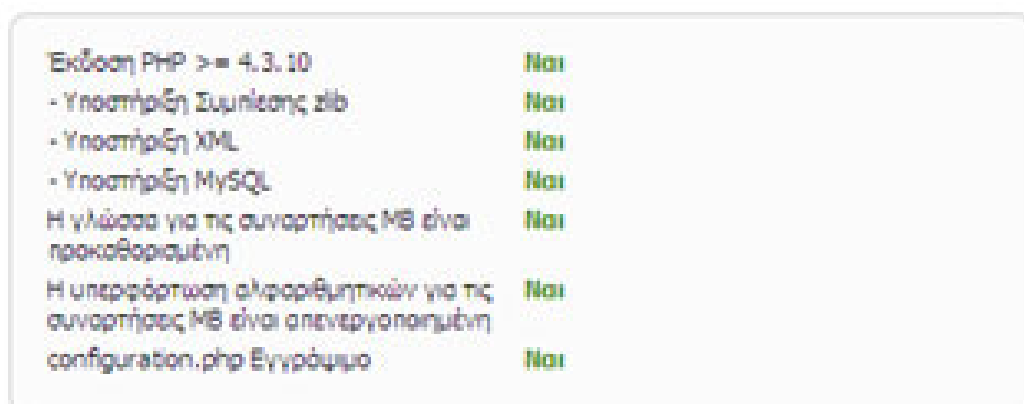 Έκδοση PHP >= 4.3.10 Ναι
- Υποστήριξη Συμπίεσης zlib Ναι
- Υποστήριξη XML Ναι
- Υποστήριξη MySQL Ναι
Η γλώσσα για τις συναρτήσεις MB είναι Ναι
προκαθορισμένη
Η υπερφόρτωση αλφαριθμητικών για τις Ναι
συναρτήσεις MB είναι απενεργοποιημένη
configuration.php Εγγράψιμο Ναι